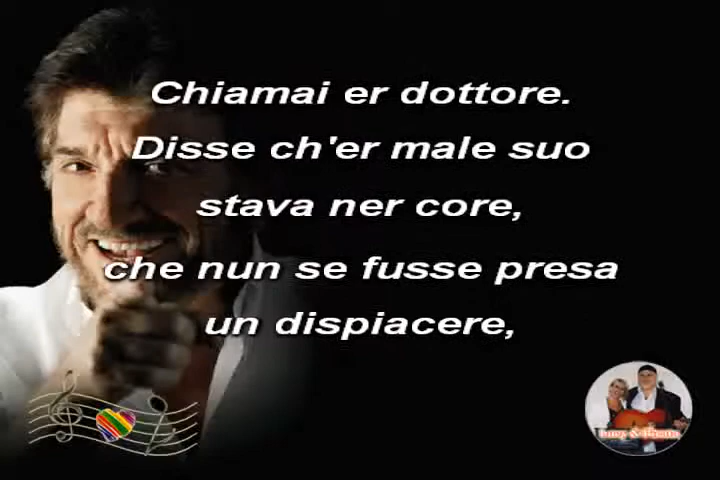 Chiamai er dottore.
Disse ch'er male suo
stava ner core,
che nun se fusse presa
un dispiacere,